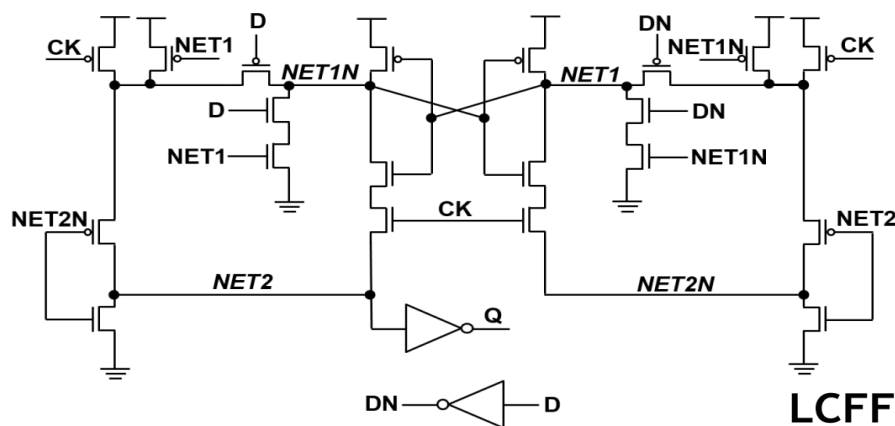 D DN
CK NET1 NET1N CK
NET1N NET1
D DN
NET1 NET1N
NET2N CK NET2
NET2 NET2N
Q
DN D
LCFF